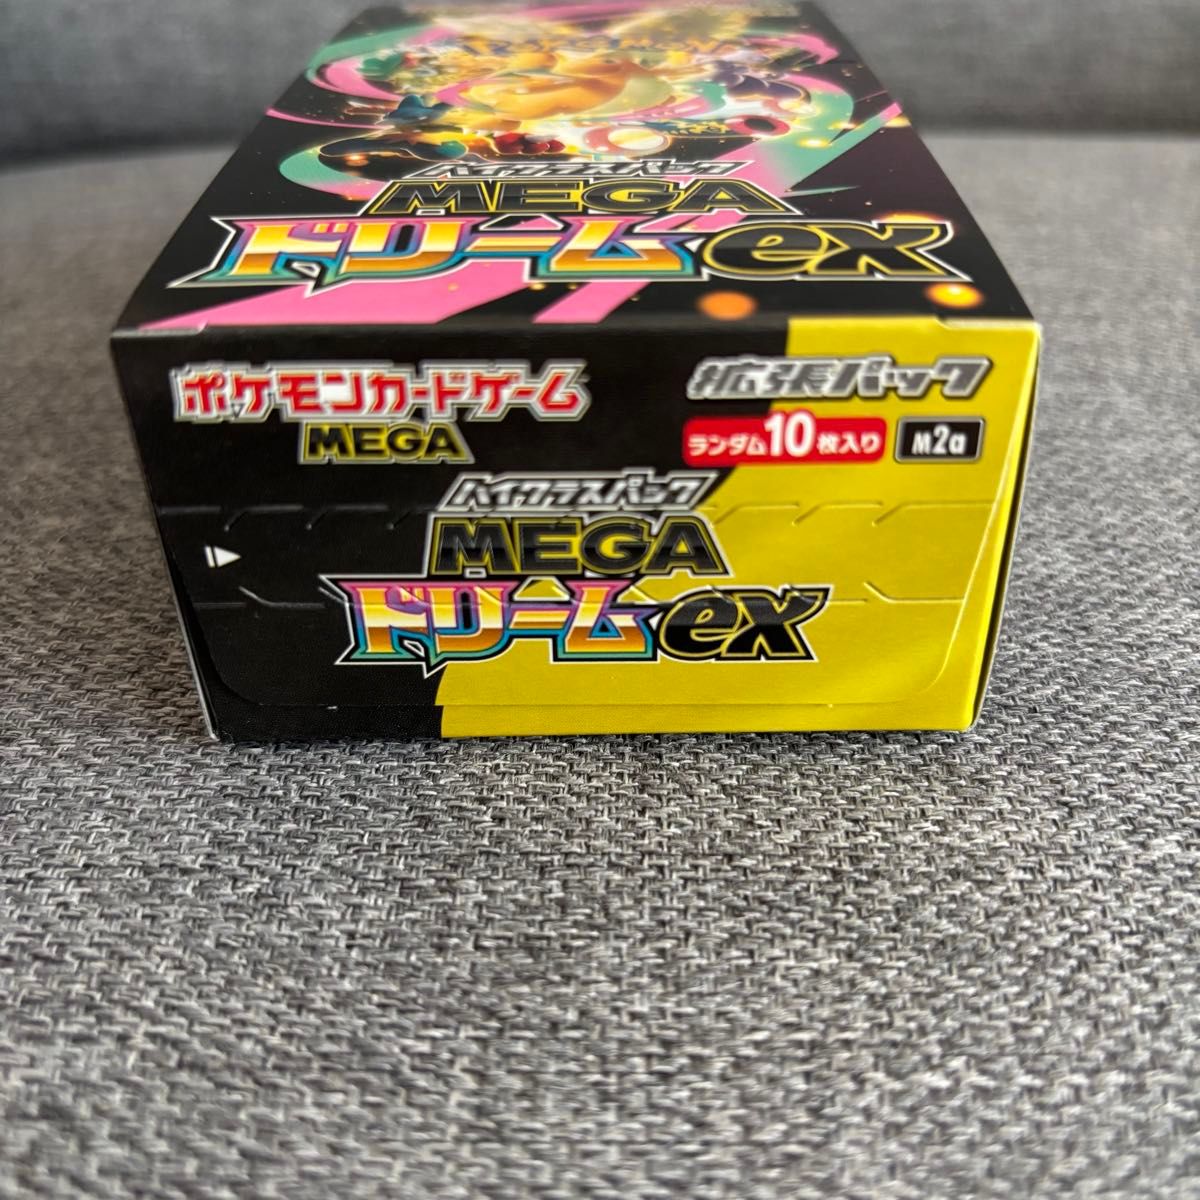 POKÉMON
ハイクラスパック
MEGA
ドリームex
ポケモンカードゲーム
MEGA
拡張パック
ランダム10枚入り
M2a
ハイクラスパック
MEGA
ドリームex